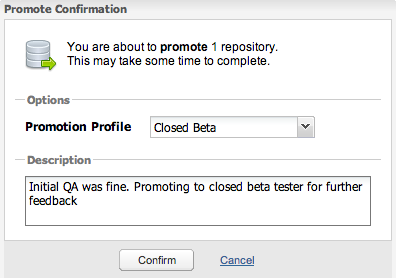 Promote Confirmation
You are about to promote 1 repository.
This may take some time to complete.
Options
Promotion Profile
Closed Beta
Description
Initial QA was fine. Promoting to closed beta tester for further
feedback
Confirm
Cancel